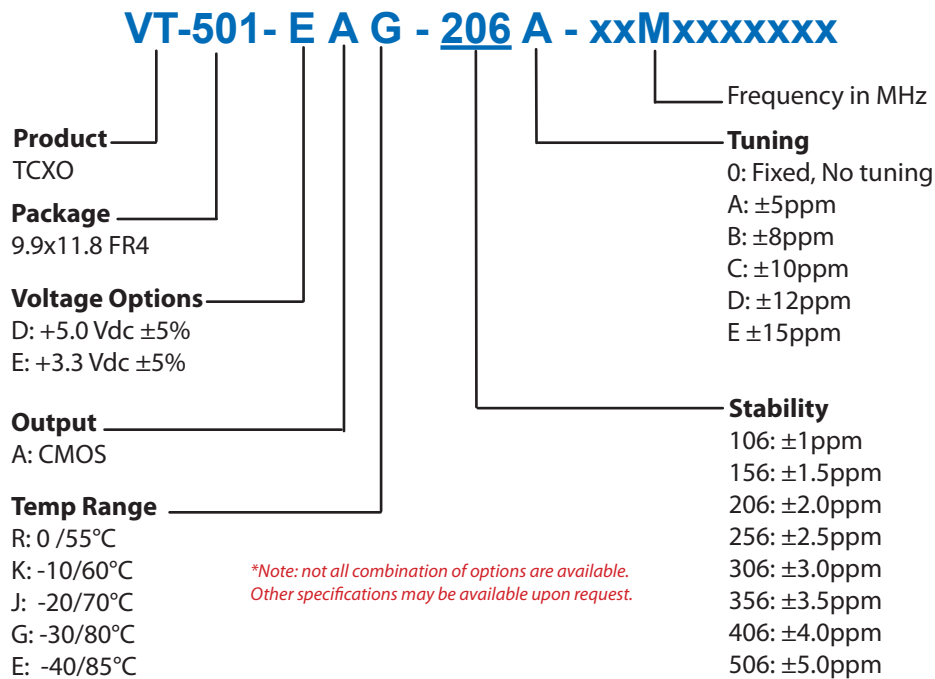 VT-501- E A G - 206 A - xxMxxxxxxx
Product
TCXO
Package
9.9x11.8 FR4
Voltage Options
D: +5.0 Vdc ±5%
E: +3.3 Vdc ±5%
Output
A: CMOS
Temp Range
R: 0 /55°C
K: -10/60°C
J: -20/70°C
G: -30/80°C
E: -40/85°C
*Note: not all combination of options are available.
Other specifications may be available upon request.
Frequency in MHz
Tuning
0: Fixed, No tuning
A: ±5ppm
B: ±8ppm
C: ±10ppm
D: ±12ppm
E ±15ppm
Stability
106: ±1ppm
156: ±1.5ppm
206: ±2.0ppm
256: ±2.5ppm
306: ±3.0ppm
356: ±3.5ppm
406: ±4.0ppm
506: ±5.0ppm